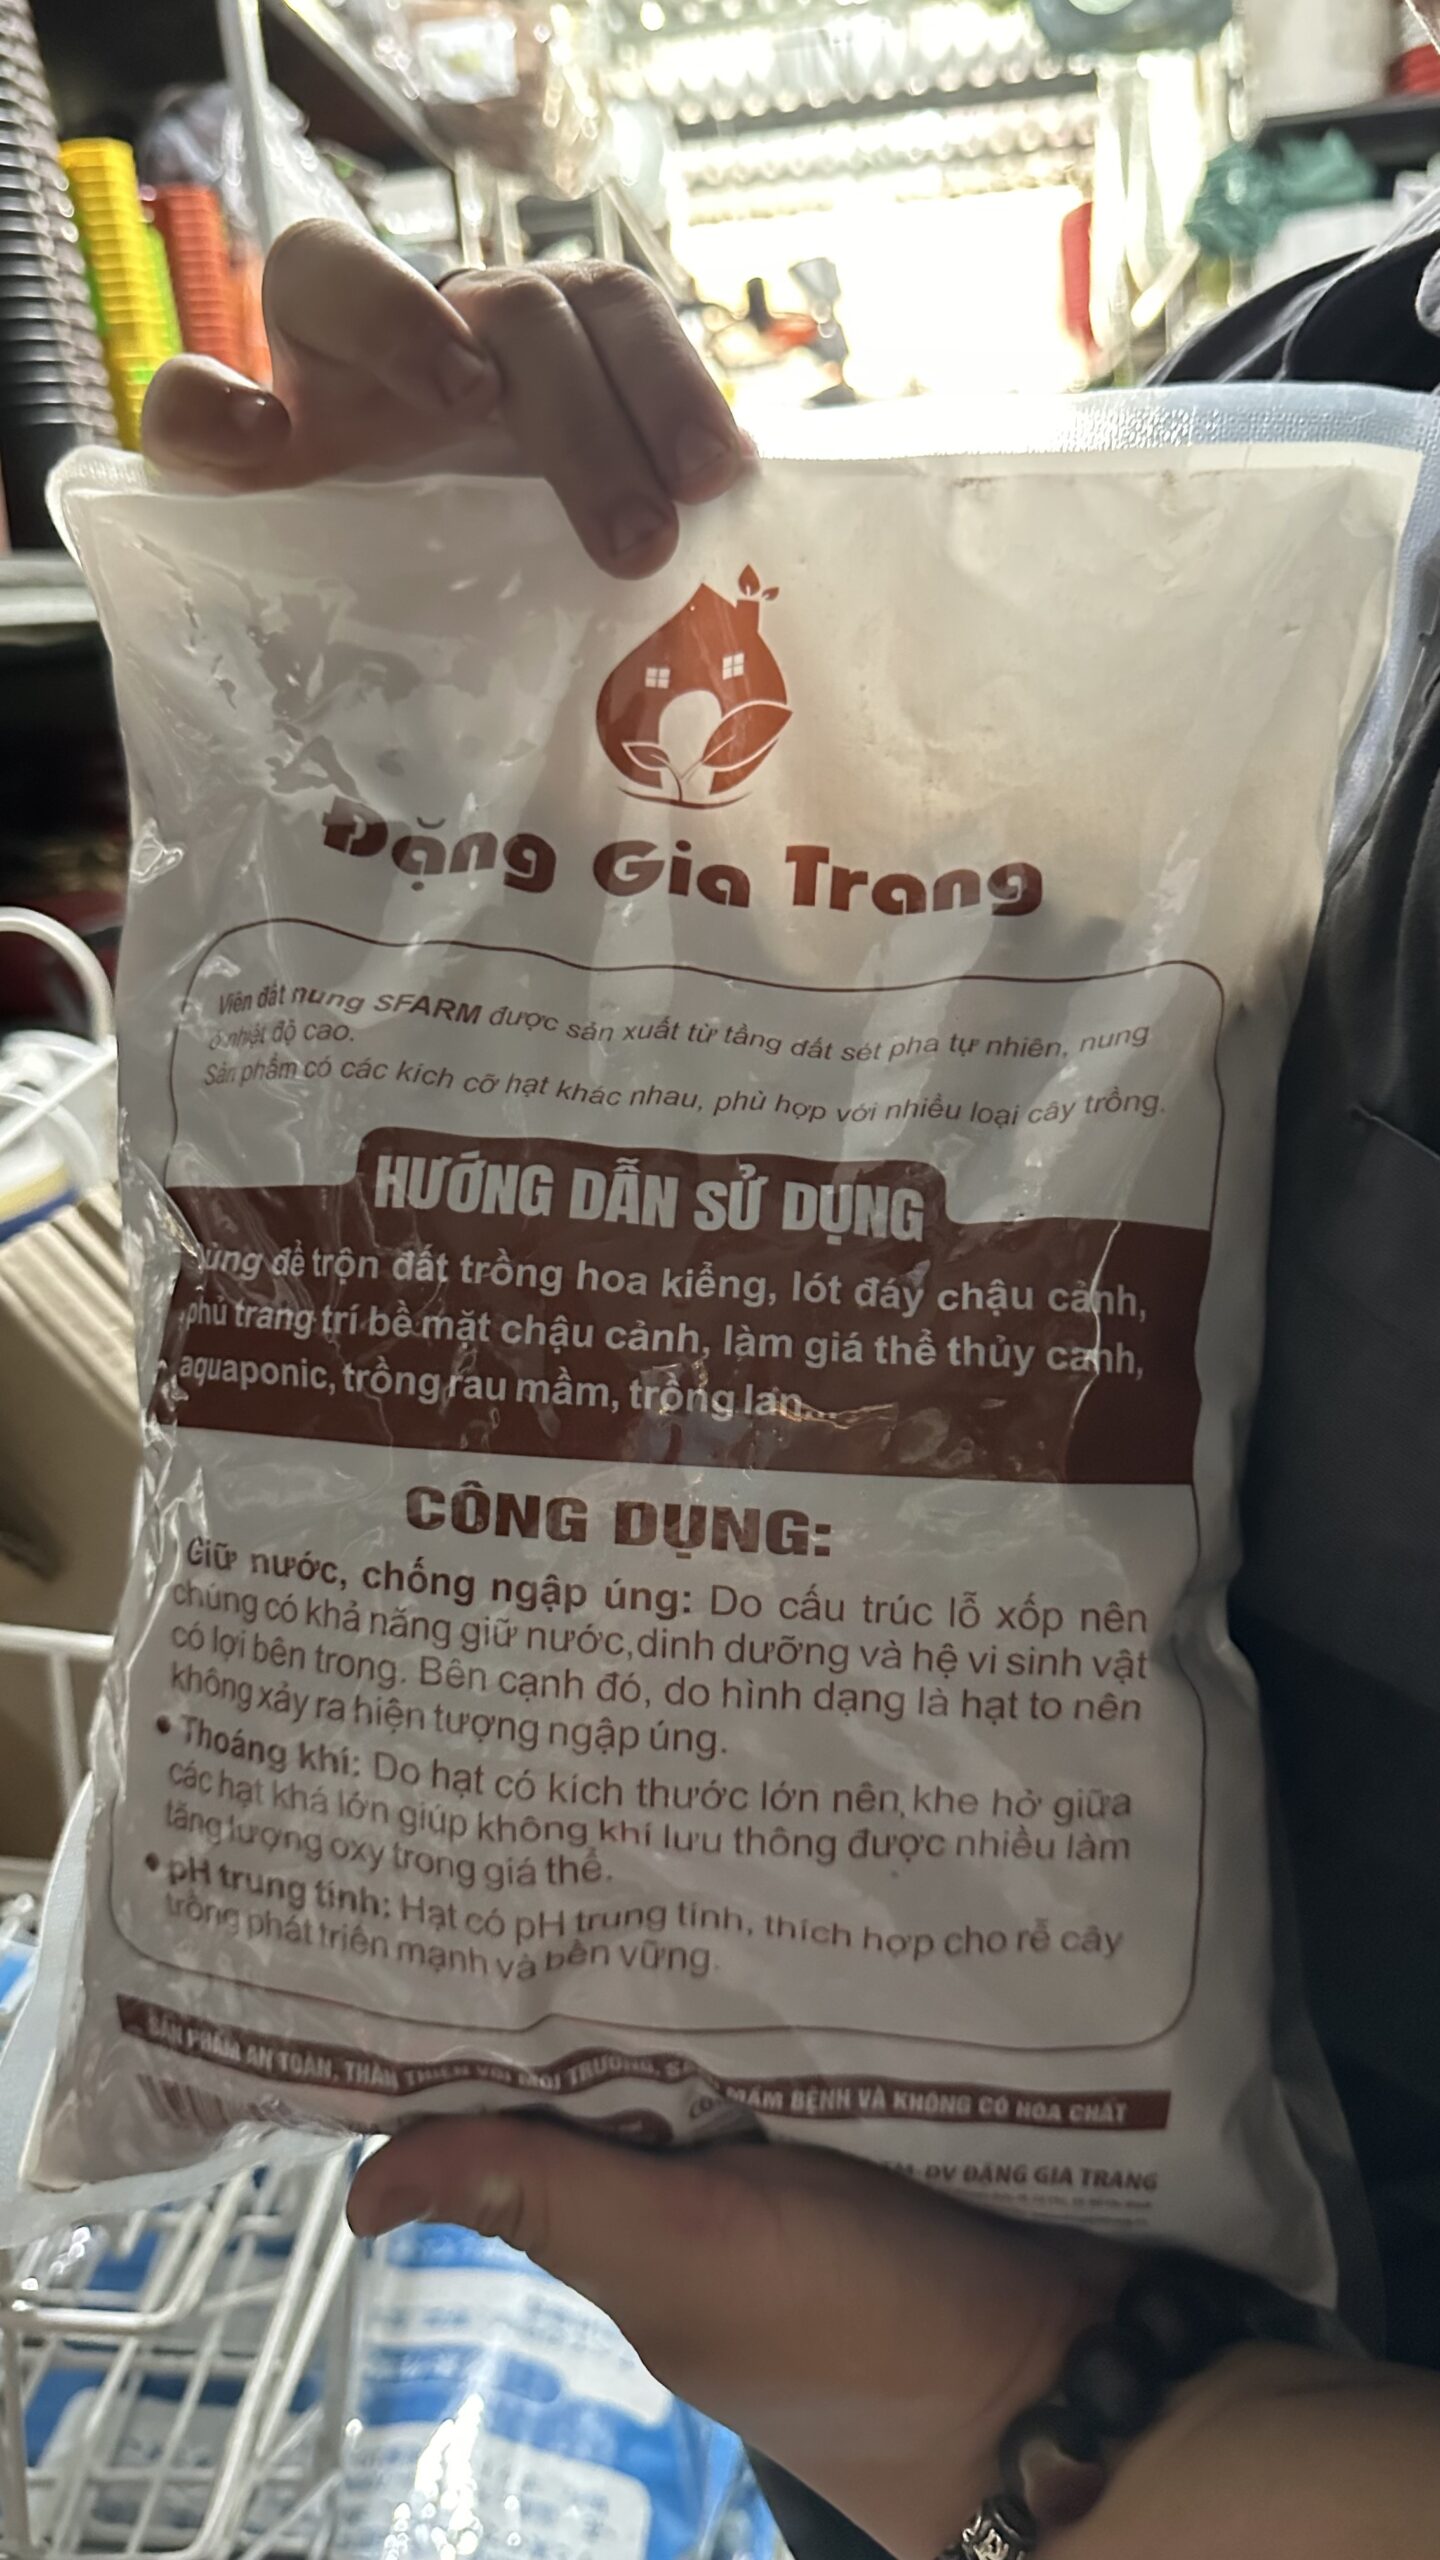 Đặng Gia Trang
Viên đất nung SFARM được sản xuất từ tầng đất sét pha tự nhiên, nung
ở nhiệt độ cao.
Sản phẩm có các kích cỡ hạt khác nhau, phù hợp với nhiều loại cây trồng.
HƯỚNG DẪN SỬ DỤNG
Dùng để trộn đất trồng hoa kiểng, lót đáy chậu cảnh,
phủ trang trí bề mặt chậu cảnh, làm giá thể thủy canh,
aquaponic, trồng rau mầm, trồng lan...
CÔNG DỤNG:
Giữ nước, chống ngập úng: Do cấu trúc lỗ xốp nên
chúng có khả năng giữ nước,dinh dưỡng và hệ vi sinh vật
có lợi bên trong. Bên cạnh đó, do hình dạng là hạt to nên
không xảy ra hiện tượng ngập úng.
• Thoáng khí: Do hạt có kích thước lớn nên, khe hở giữa
các hạt khá lớn giúp không khí lưu thông được nhiều làm
tăng lượng oxy trong giá thể.
• pH trung tính: Hạt có pH trung tính, thích hợp cho rễ cây
trồng phát triển mạnh và bền vững.
SẢN PHẨM AN TOÀN, THÂN THIỆN VỚI MÔI TRƯỜNG, MẦM BỆNH VÀ KHÔNG CÓ HÓA CHẤT
DV ĐẶNG GIA TRANG